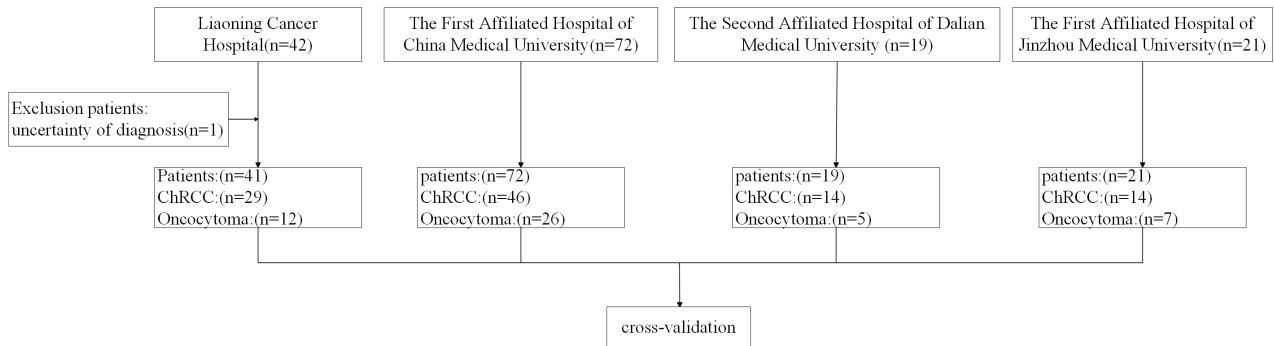 Liaoning Cancer
Hospital(n=42)
The First Affiliated Hospital of
China Medical University(n=72)
The Second Affiliated Hospital of Dalian
Medical University (n=19)
The First Affiliated Hospital of
Jinzhou Medical University(n=21)
Exclusion patients:
uncertainty of diagnosis(n=1)
Patients:(n=41)
ChRCC:(n=29)
Oncocytoma:(n=12)
patients:(n=72)
ChRCC:(n=46)
Oncocytoma:(n=26)
patients:(n=19)
ChRCC:(n=14)
Oncocytoma:(n=5)
patients:(n=21)
ChRCC:(n=14)
Oncocytoma:(n=7)
cross-validation